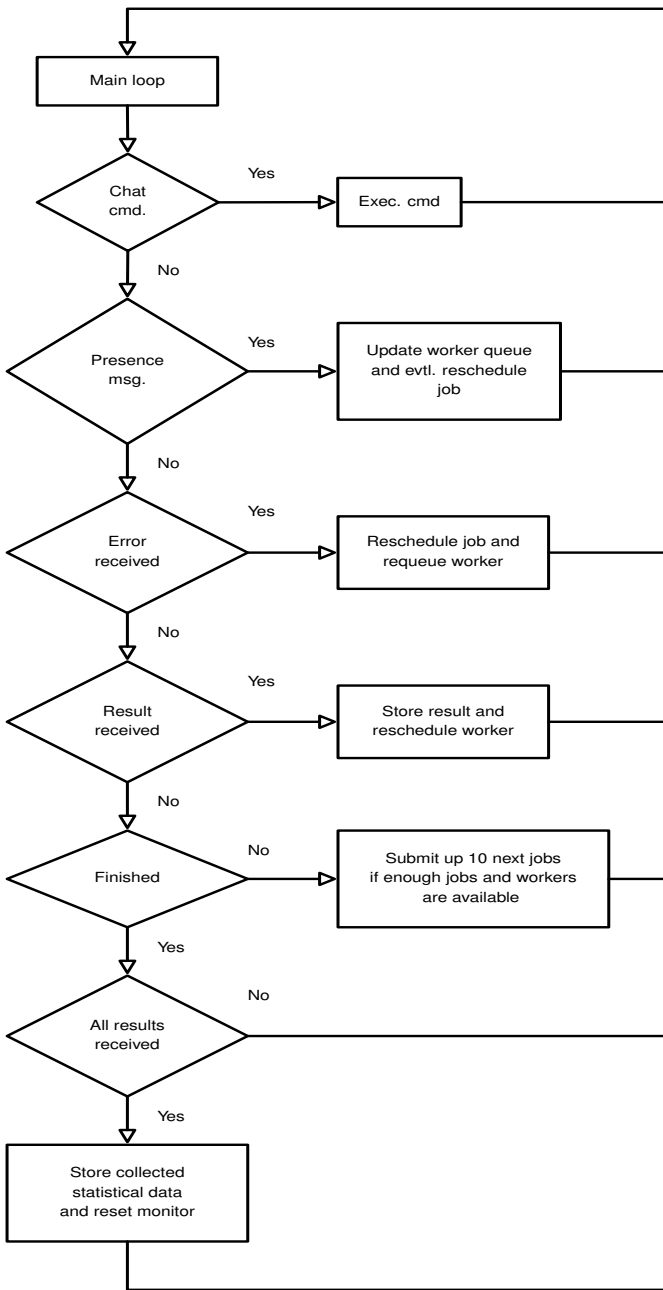 Main loop
Chat
cmd.
Yes
Exec. cmd
No
Presence
msg.
Yes
Update worker queue
and evtl. reschedule
job
No
Error
received
Yes
Reschedule job and
requeue worker
No
Result
received
Yes
Store result and
reschedule worker
No
Finished
No
Submit up 10 next jobs
if enough jobs and workers
are available
Yes
All results
received
No
Yes
Store collected
statistical data
and reset monitor